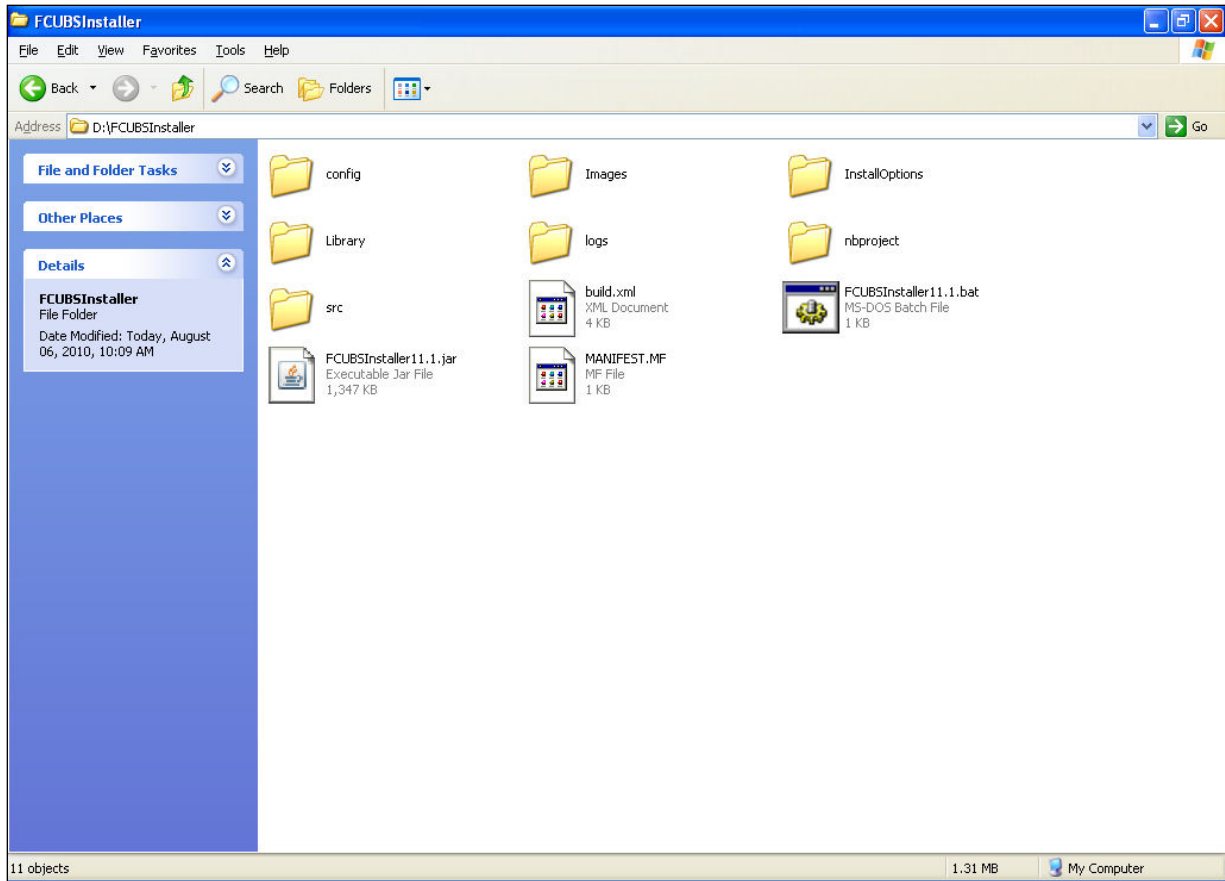 FCUBSInstaller
File Edit View Favorites Tools Help
Back Search Folders
Address D:\FCUBSInstaller Go
File and Folder Tasks
Other Places
Details
FCUBSInstaller
File Folder
Date Modified: Today, August
06, 2010, 10:09 AM
config
Images
InstallOptions
Library
logs
nbproject
src
build.xml
XML Document
4 KB
FCUBSInstaller11.1.bat
MS-DOS Batch File
1 KB
FCUBSInstaller11.1.jar
Executable Jar File
1,347 KB
MANIFEST.MF
MF File
1 KB
11 objects 1.31 MB My Computer